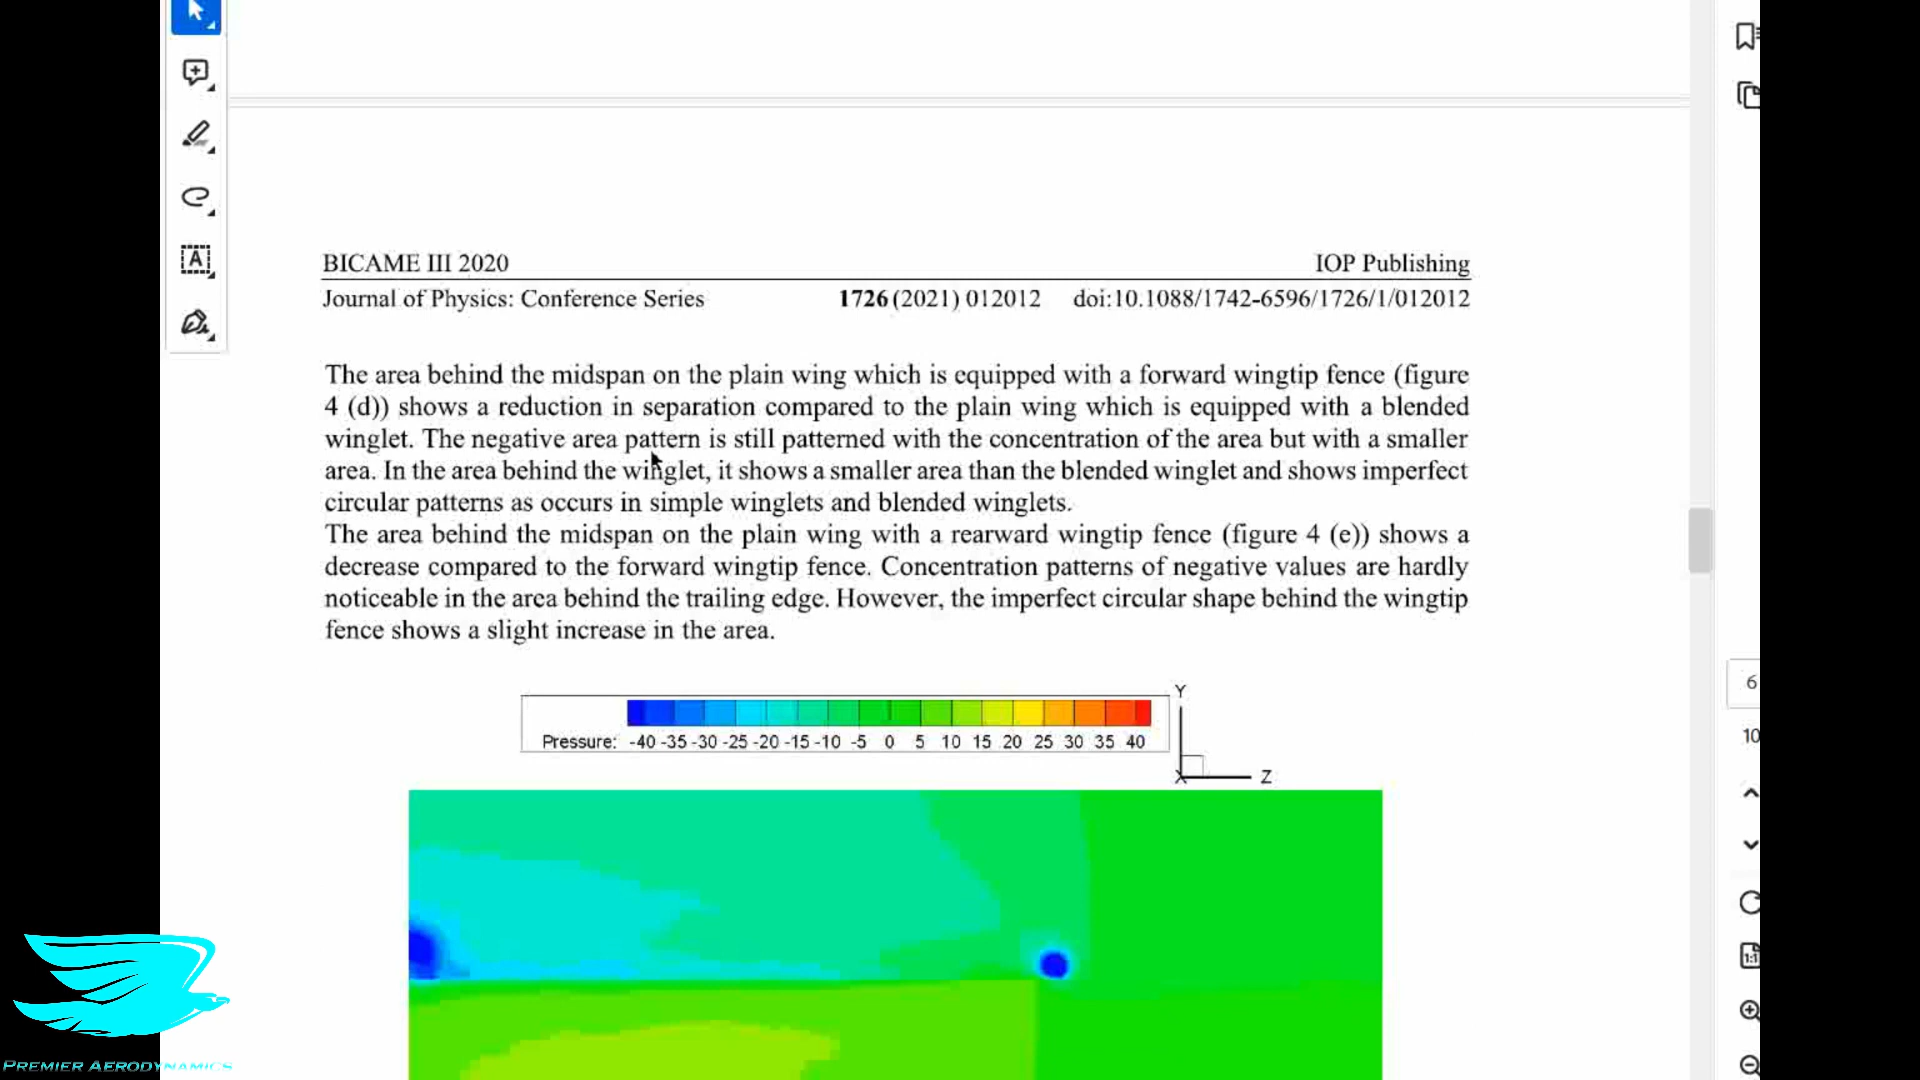 BICAME III 2020 IOP Publishing
Journal of Physics: Conference Series 1726 (2021) 012012 doi:10.1088/1742-6596/1726/1/012012
The area behind the midspan on the plain wing which is equipped with a forward wingtip fence (figure
4 (d)) shows a reduction in separation compared to the plain wing which is equipped with a blended
winglet. The negative area pattern is still patterned with the concentration of the area but with a smaller
area. In the area behind the winglet, it shows a smaller area than the blended winglet and shows imperfect
circular patterns as occurs in simple winglets and blended winglets.
The area behind the midspan on the plain wing with a rearward wingtip fence (figure 4 (e)) shows a
decrease compared to the forward wingtip fence. Concentration patterns of negative values are hardly
noticeable in the area behind the trailing edge. However, the imperfect circular shape behind the wingtip
fence shows a slight increase in the area.
Pressure: -40 -35 -30 -25 -20 -15 -10 -5 0 5 10 15 20 25 30 35 40
Y
X Z
6
10
1:1
A
PREMIER AERODYNAMICS